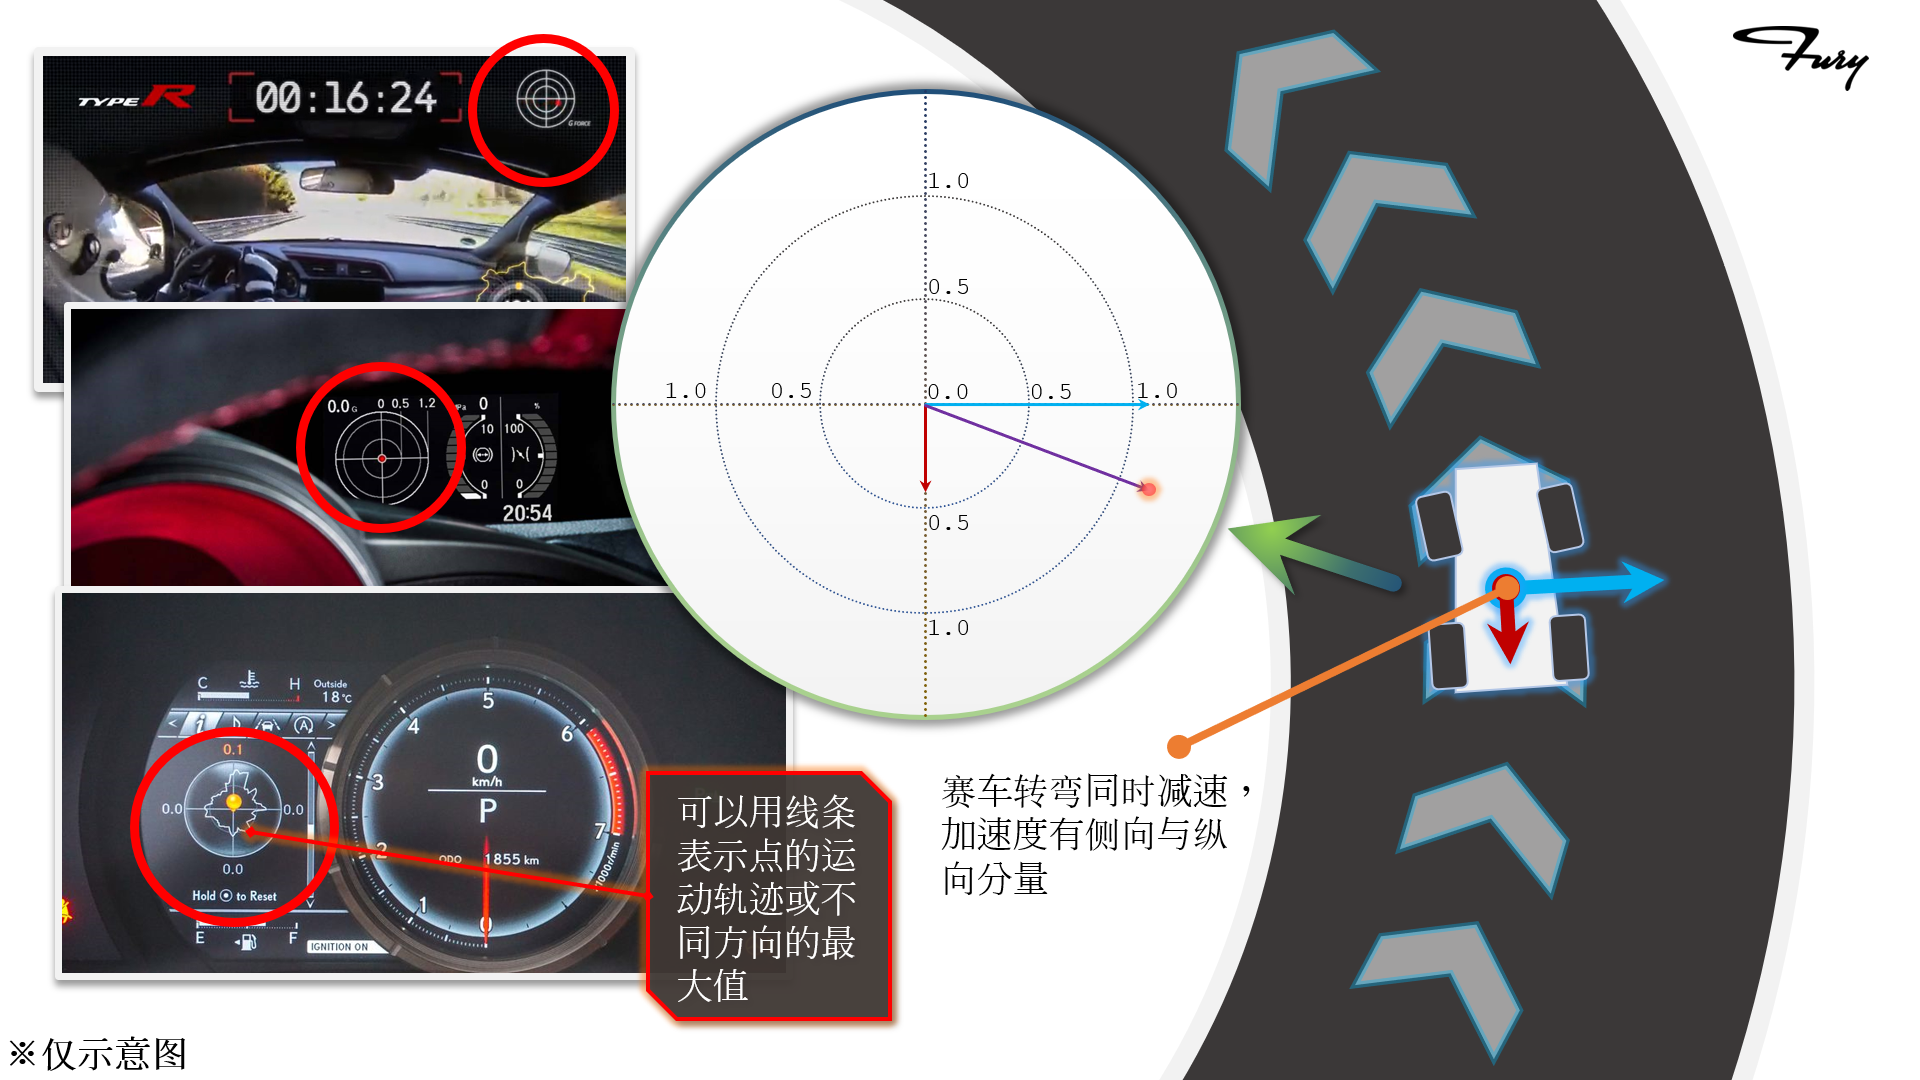 Fury
TYPE R
00:16:24
G FORCE
0.0 G
0 0.5 1.2
0
%
10 100
0 0
20:54
1.0
0.5
1.0 0.5 0.0 0.5 1.0
0.5
1.0
C H
Outside
18°C
< i > 
0.1
0.0 0.0
0.0
Hold to Reset
E F
IGNITION ON
0
km/h
P
ODO 1855 km
0 1 2 3 4 5 6 7
x1000r/min
可以用线条
表示点的运
动轨迹或不
同方向的最
大值
赛车转弯同时减速，
加速度有侧向与纵
向分量
※仅示意图